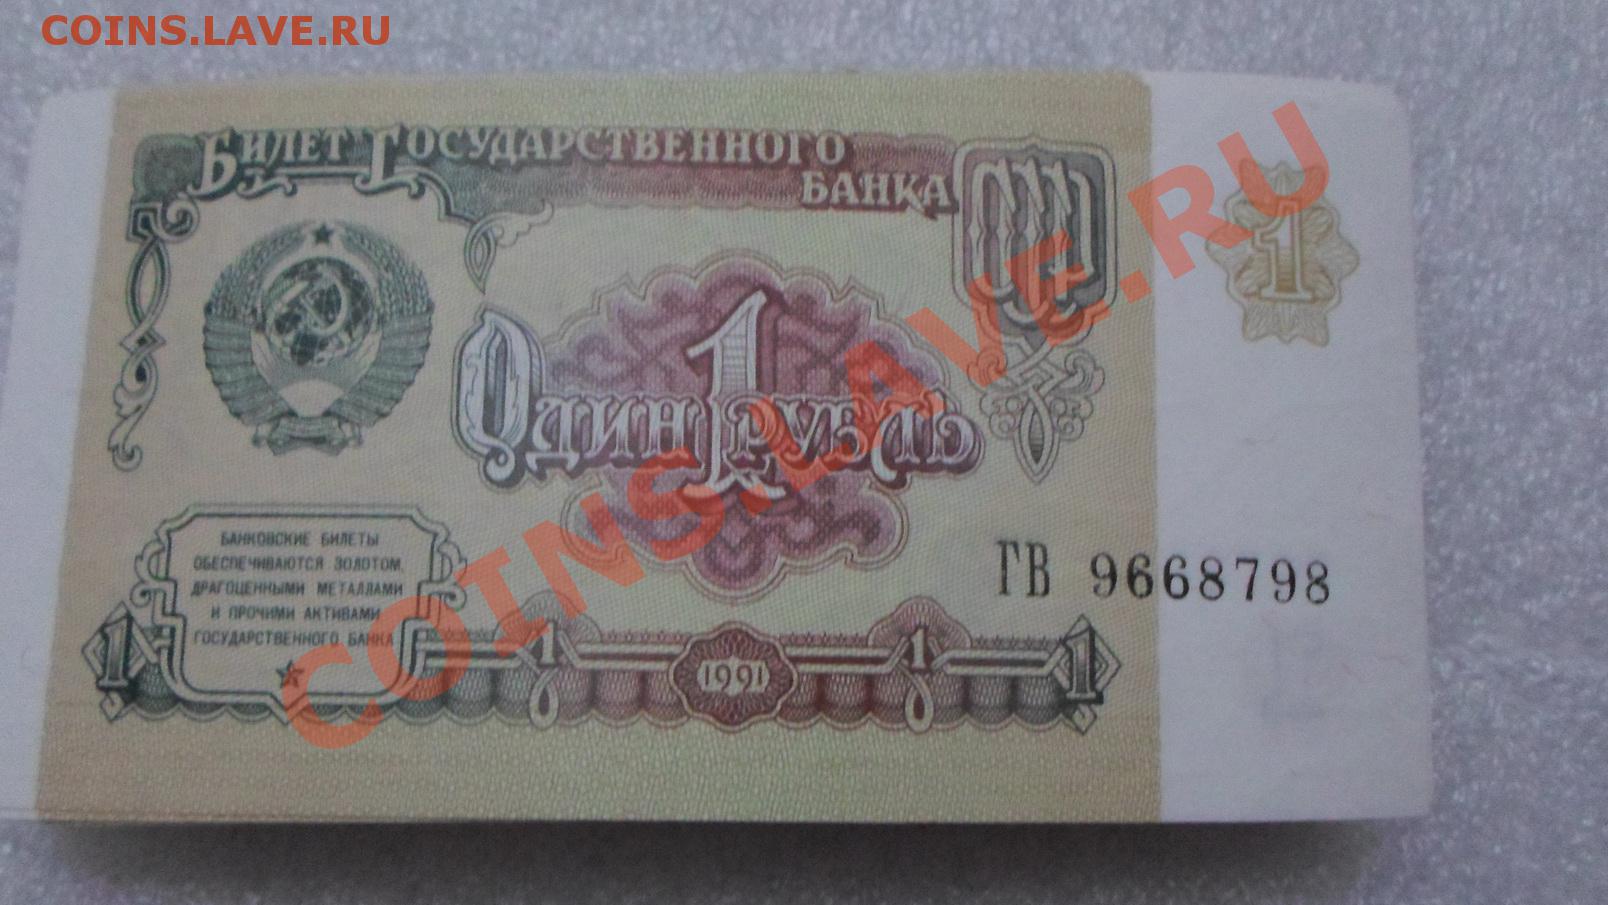 COINS.LAVE.RU
БИЛЕТ ГОСУДАРСТВЕННОГО
БАНКА
1
1
ОДИН РУБЛЬ
БАНКОВСКИЕ БИЛЕТЫ
ОБЕСПЕЧИВАЮТСЯ ЗОЛОТОМ,
ДРАГОЦЕННЫМИ МЕТАЛЛАМИ
И ПРОЧИМИ АКТИВАМИ
ГОСУДАРСТВЕННОГО БАНКА
ГВ 9668798
1 1 1991 1 1
COINS.LAVE.RU